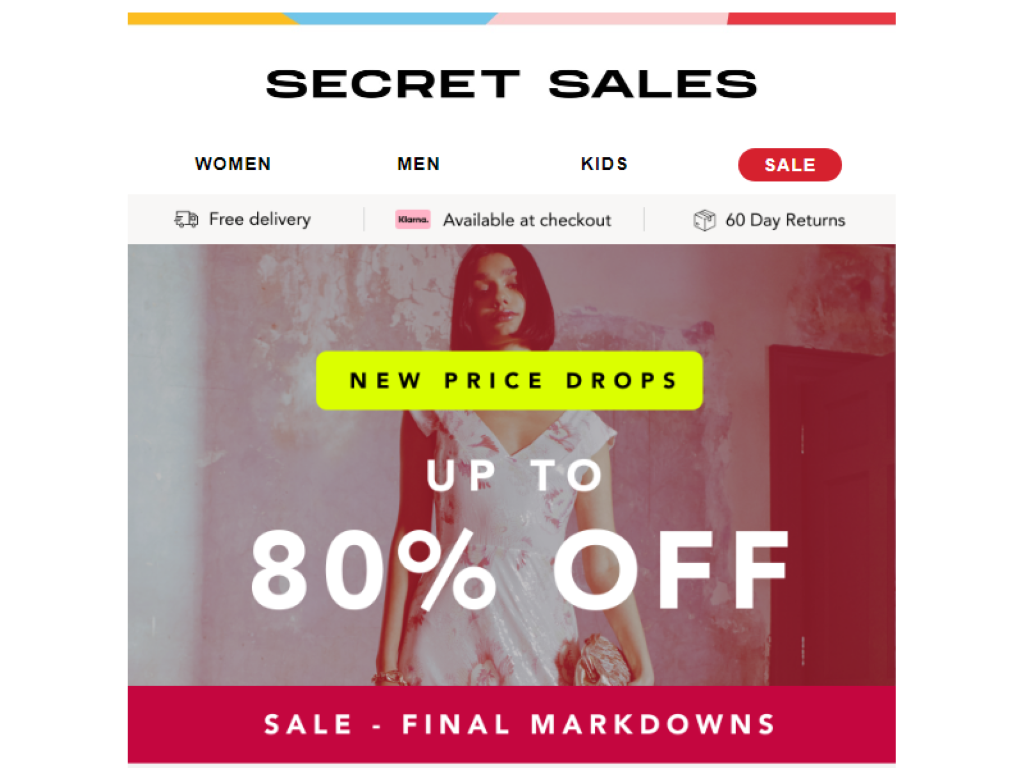 SECRET SALES
WOMEN MEN KIDS SALE
Free delivery Klarna. Available at checkout 60 Day Returns
NEW PRICE DROPS
UP TO
80% OFF
SALE - FINAL MARKDOWNS